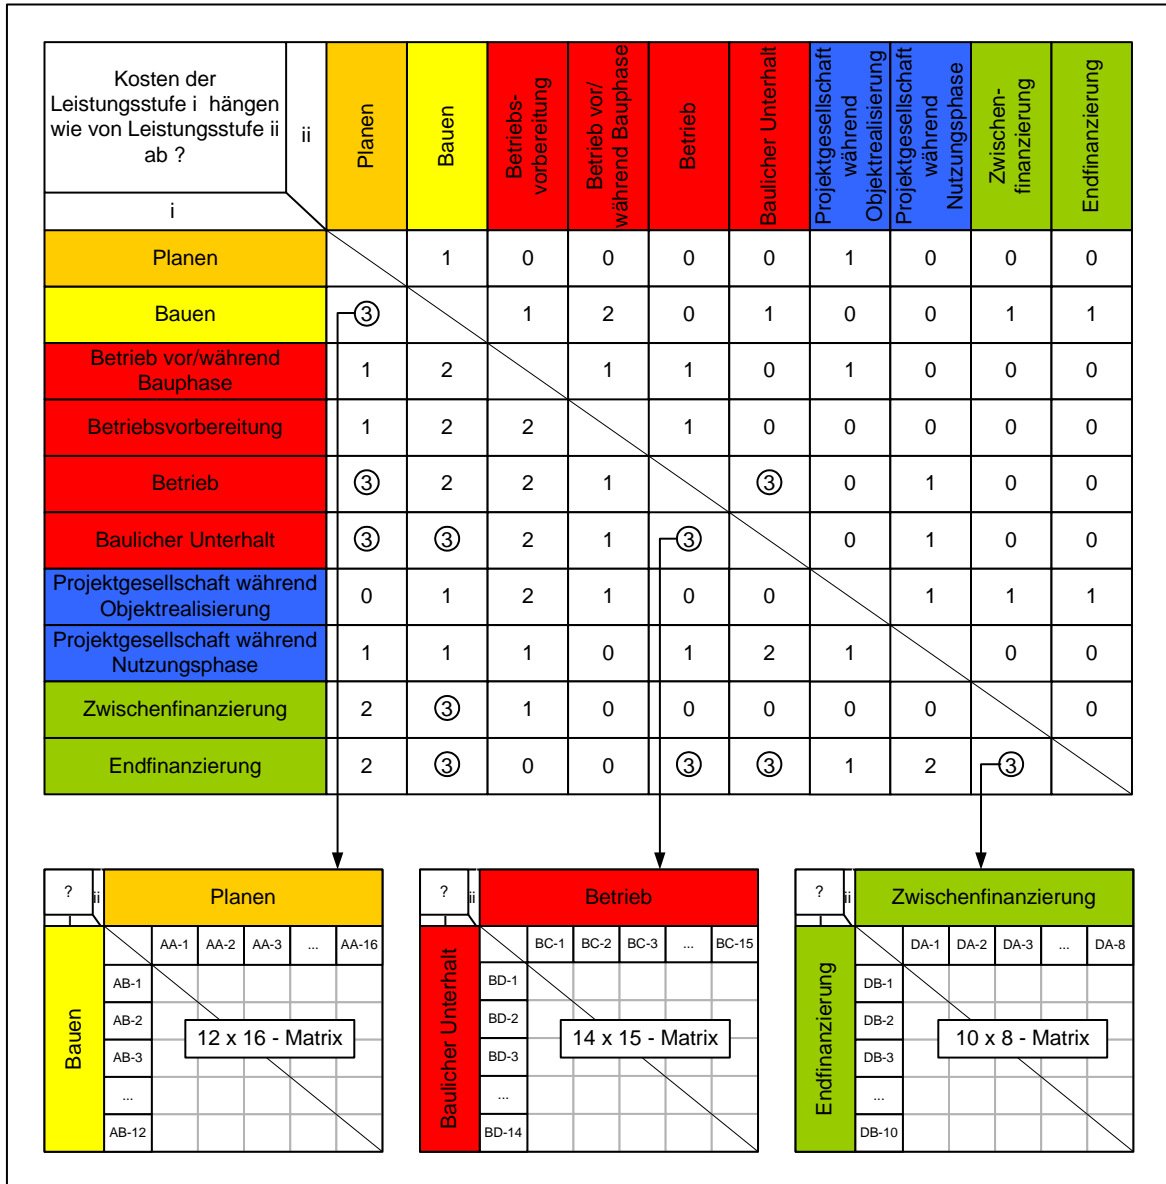 Kosten der
Leistungsstufe i hängen
wie von Leistungsstufe ii
ab ?
ii
i
Planen
Bauen
Betriebs-
vorbereitung
Betrieb vor/
während Bauphase
Betrieb
Baulicher Unterhalt
Projektgesellschaft
während
Objektrealisierung
Projektgesellschaft
während
Nutzungsphase
Zwischen-
finanzierung
Endfinanzierung
Planen 1 0 0 0 0 1 0 0 0
Bauen 3 1 2 0 1 0 0 1 1
Betrieb vor/während
Bauphase
1 2 1 1 0 1 0 0 0
Betriebsvorbereitung 1 2 2 1 0 0 0 0 0
Betrieb 3 2 2 1 3 0 1 0 0
Baulicher Unterhalt 3 3 2 1 3 0 1 0 0
Projektgesellschaft während
Objektrealisierung
0 1 2 1 0 0 1 1 1
Projektgesellschaft während
Nutzungsphase
1 1 1 0 1 2 1 0 0
Zwischenfinanzierung 2 3 1 0 0 0 0 0 0
Endfinanzierung 2 3 0 0 3 3 1 2 3
? ii Planen
AA-1 AA-2 AA-3 ... AA-16
Bauen
AB-1
AB-2
AB-3
...
AB-12
12 x 16 - Matrix
? ii Betrieb
BC-1 BC-2 BC-3 ... BC-15
Baulicher Unterhalt
BD-1
BD-2
BD-3
...
BD-14
14 x 15 - Matrix
? ii Zwischenfinanzierung
DA-1 DA-2 DA-3 ... DA-8
Endfinanzierung
DB-1
DB-2
DB-3
...
DB-10
10 x 8 - Matrix